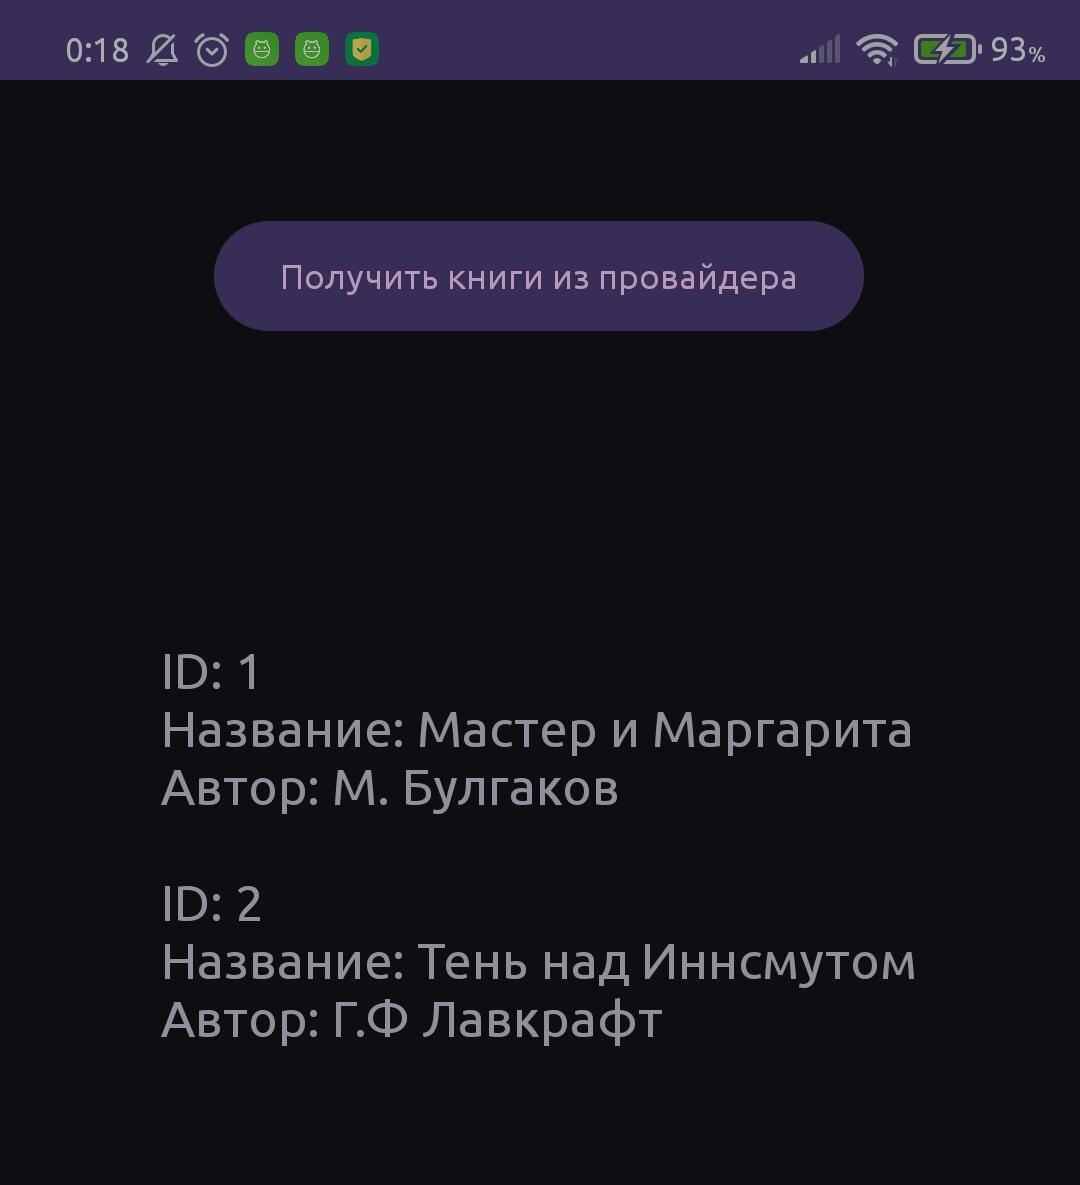 0:18 93%
Получить книги из провайдера
ID: 1
Название: Мастер и Маргарита
Автор: М. Булгаков
ID: 2
Название: Тень над Иннсмутом
Автор: Г.Ф Лавкрафт